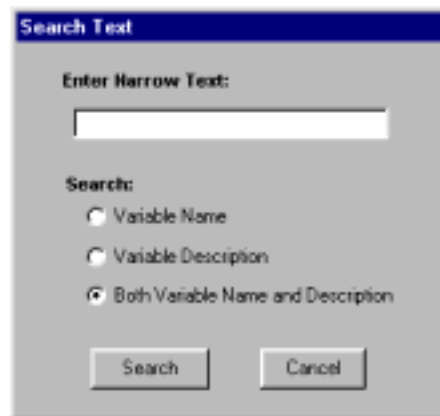 Search Text
Enter Narrow Text:
Search:
Variable Name
Variable Description
Both Variable Name and Description
Search Cancel